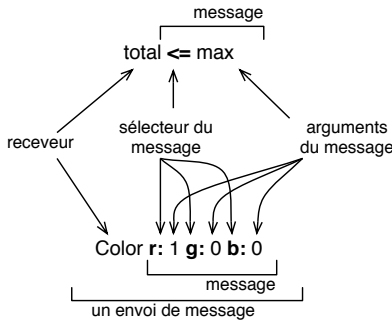 message
total <= max
receveur
sélecteur du
message
arguments
du message
Color r: 1 g: 0 b: 0
message
un envoi de message